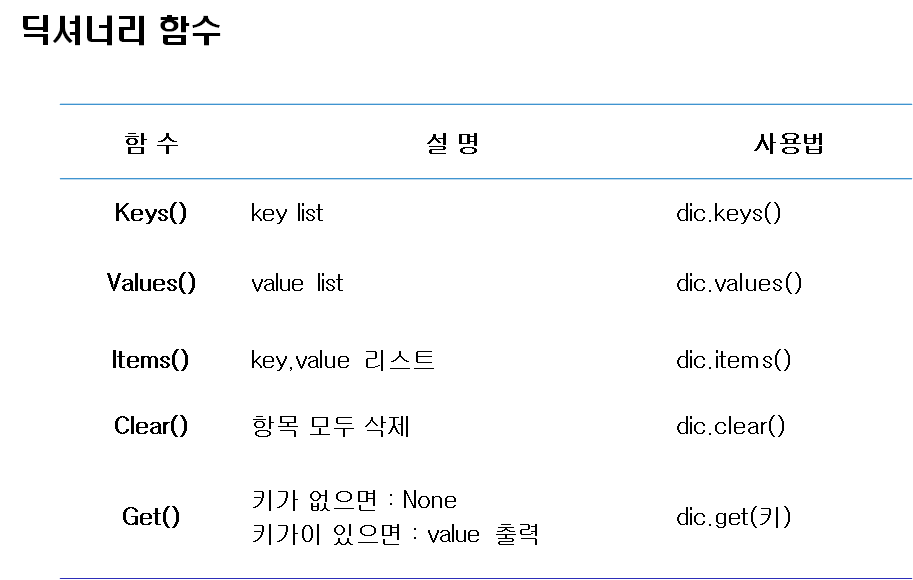 딕셔너리 함수
함 수 설 명 사용법
Keys() key list dic.keys()
Values() value list dic.values()
Items() key,value 리스트 dic.items()
Clear() 항목 모두 삭제 dic.clear()
Get() 키가 없으면 : None dic.get(키)
키가이 있으면 : value 출력